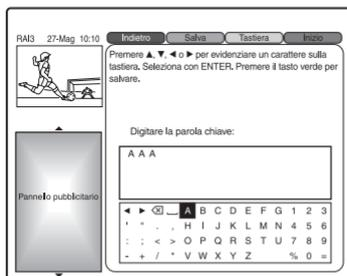 RAI3 27-Mag 10:10
Indietro Salva Tastiera Inizio
Premere ▲, ▼, ◄ o ► per evidenziare un carattere sulla
tastiera. Seleziona con ENTER. Premere il tasto verde per
salvare.
Digitare la parola chiave:
A A A
Pannello pubblicitario
◄ ► ⌫ ⎵ A B C D E F G 1 2 3
' " . , H I J K L M N 4 5 6
: ; < > O P Q R S T U 7 8 9
- + / * V W X Y Z % 0 =